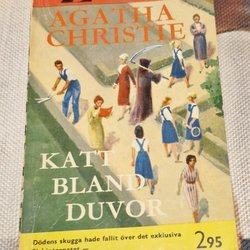 AGATHA
CHRISTIE
KATT
BLAND
DUVOR
Dödens skugga hade fallit över det exklusiva
2.95